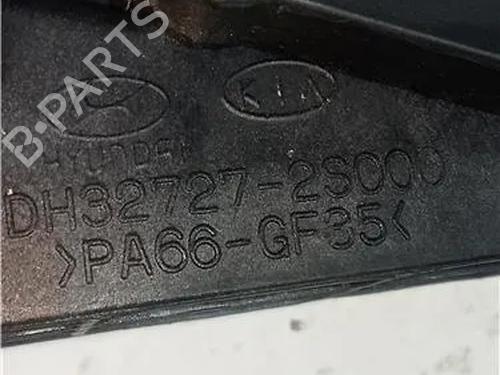 B-PARTS
KIA
HYUNDAI
DH32727-2S000
>PA66-GF35<